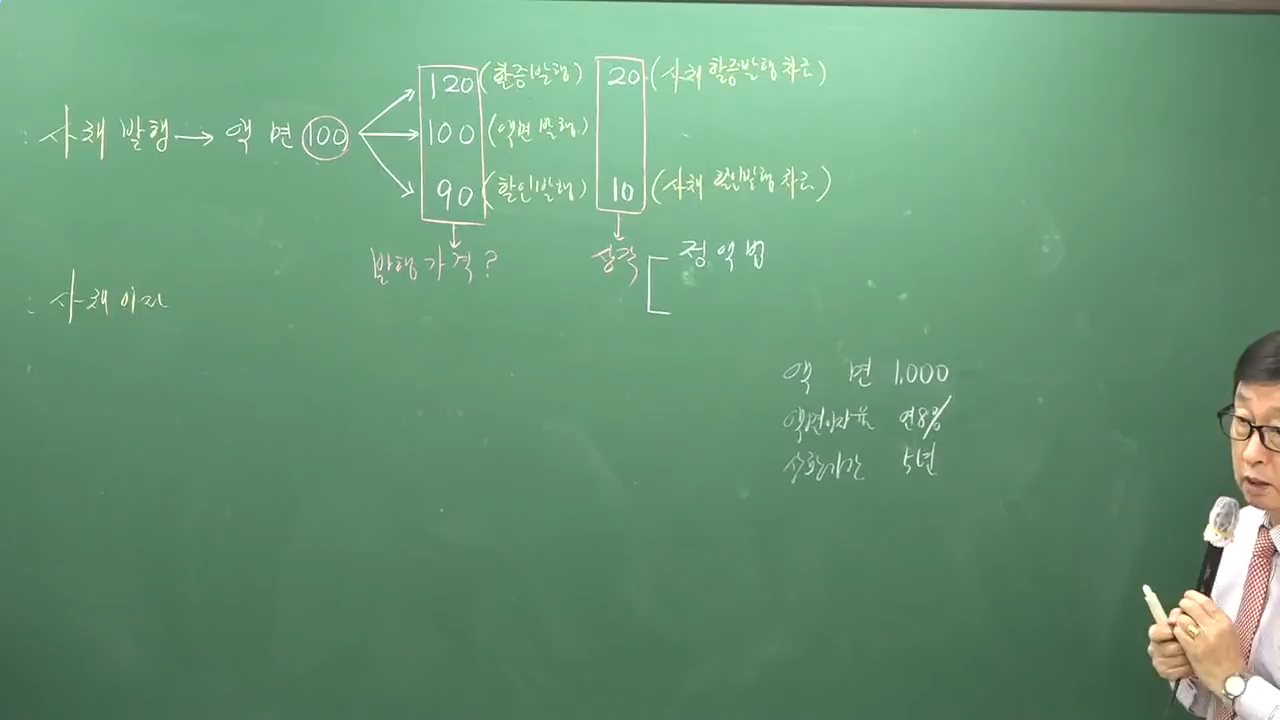 : 사채 발행 → 액 면 100
120 (할증발행) 20 (사채 할증발행 차금)
100 (액면 발행)
90 (할인발행) 10 (사채 할인발행 차금)
발행가격?
상각 정액법
: 사채이자
액 면 1,000
액면이자율 연8%
상환기간 5년